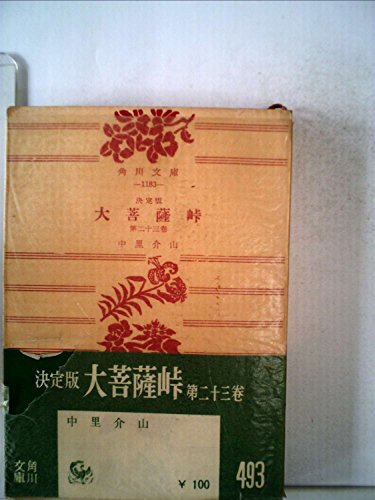 角川文庫
—1183—
決定版
大菩薩峠
第二十三巻
中里介山
決定版 大菩薩峠 第二十三巻
中里介山
角川文庫
¥ 100
493